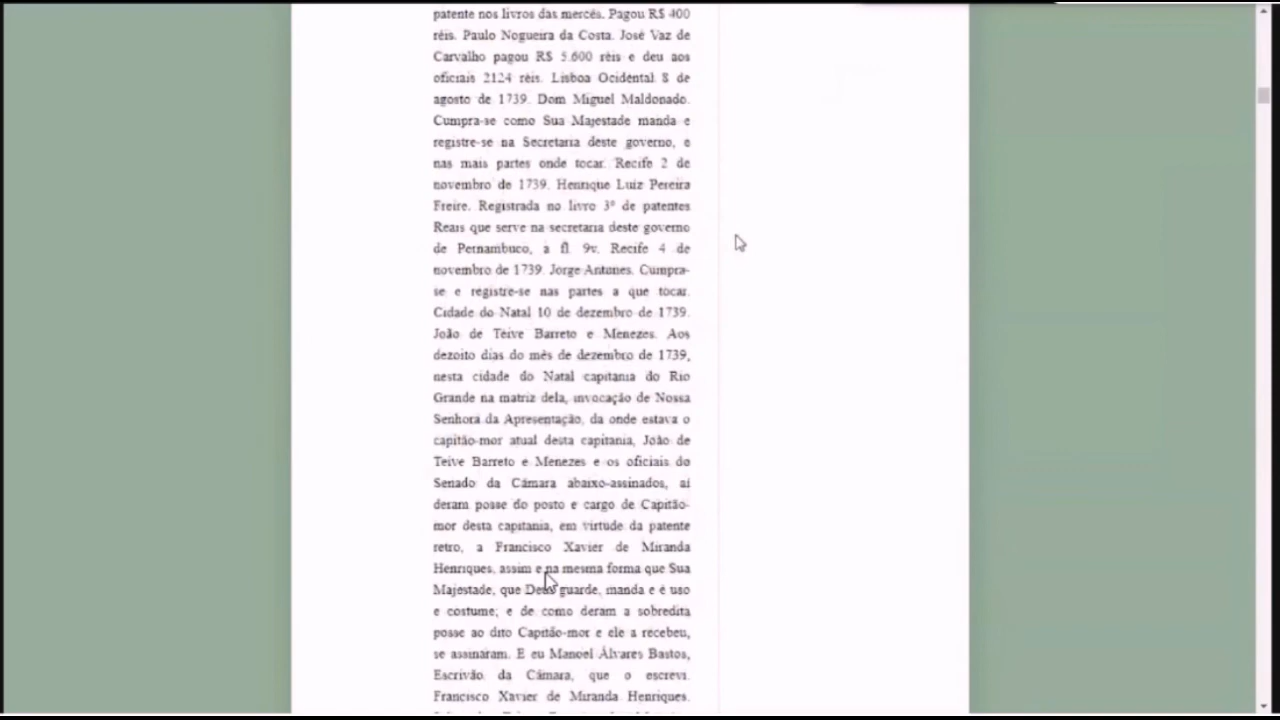 patente nos livros das mercês. Pagou R$ 400
réis. Paulo Nogueira da Costa. José Vaz de
Carvalho pagou R$ 5.600 réis e deu aos
oficiais 2124 réis. Lisboa Ocidental 8 de
agosto de 1739. Dom Miguel Maldonado.
Cumpra-se como Sua Majestade manda e
registre-se na Secretaria deste governo, e
nas mais partes onde tocar. Recife 2 de
novembro de 1739. Henrique Luiz Pereira
Freire. Registrada no livro 3º de patentes
Reais que serve na secretaria deste governo
de Pernambuco, a fl. 9v. Recife 4 de
novembro de 1739. Jorge Antunes. Cumpra-
se e registre-se nas partes a que tocar.
Cidade do Natal 10 de dezembro de 1739.
João de Teive Barreto e Menezes. Aos
dezoito dias do mês de dezembro de 1739,
nesta cidade do Natal capitania do Rio
Grande na matriz dela, invocação de Nossa
Senhora da Apresentação, da onde estava o
capitão-mor atual desta capitania, João de
Teive Barreto e Menezes e os oficiais do
Senado da Câmara abaixo-assinados, aí
deram posse do posto e cargo de Capitão-
mor desta capitania, em virtude da patente
retro, a Francisco Xavier de Miranda
Henriques, assim e na mesma forma que Sua
Majestade, que Deus guarde, manda e é uso
e costume; e de como deram a sobredita
posse ao dito Capitão-mor e ele a recebeu,
se assinaram. E eu Manoel Álvares Bastos,
Escrivão da Câmara, que o escrevi.
Francisco Xavier de Miranda Henriques.